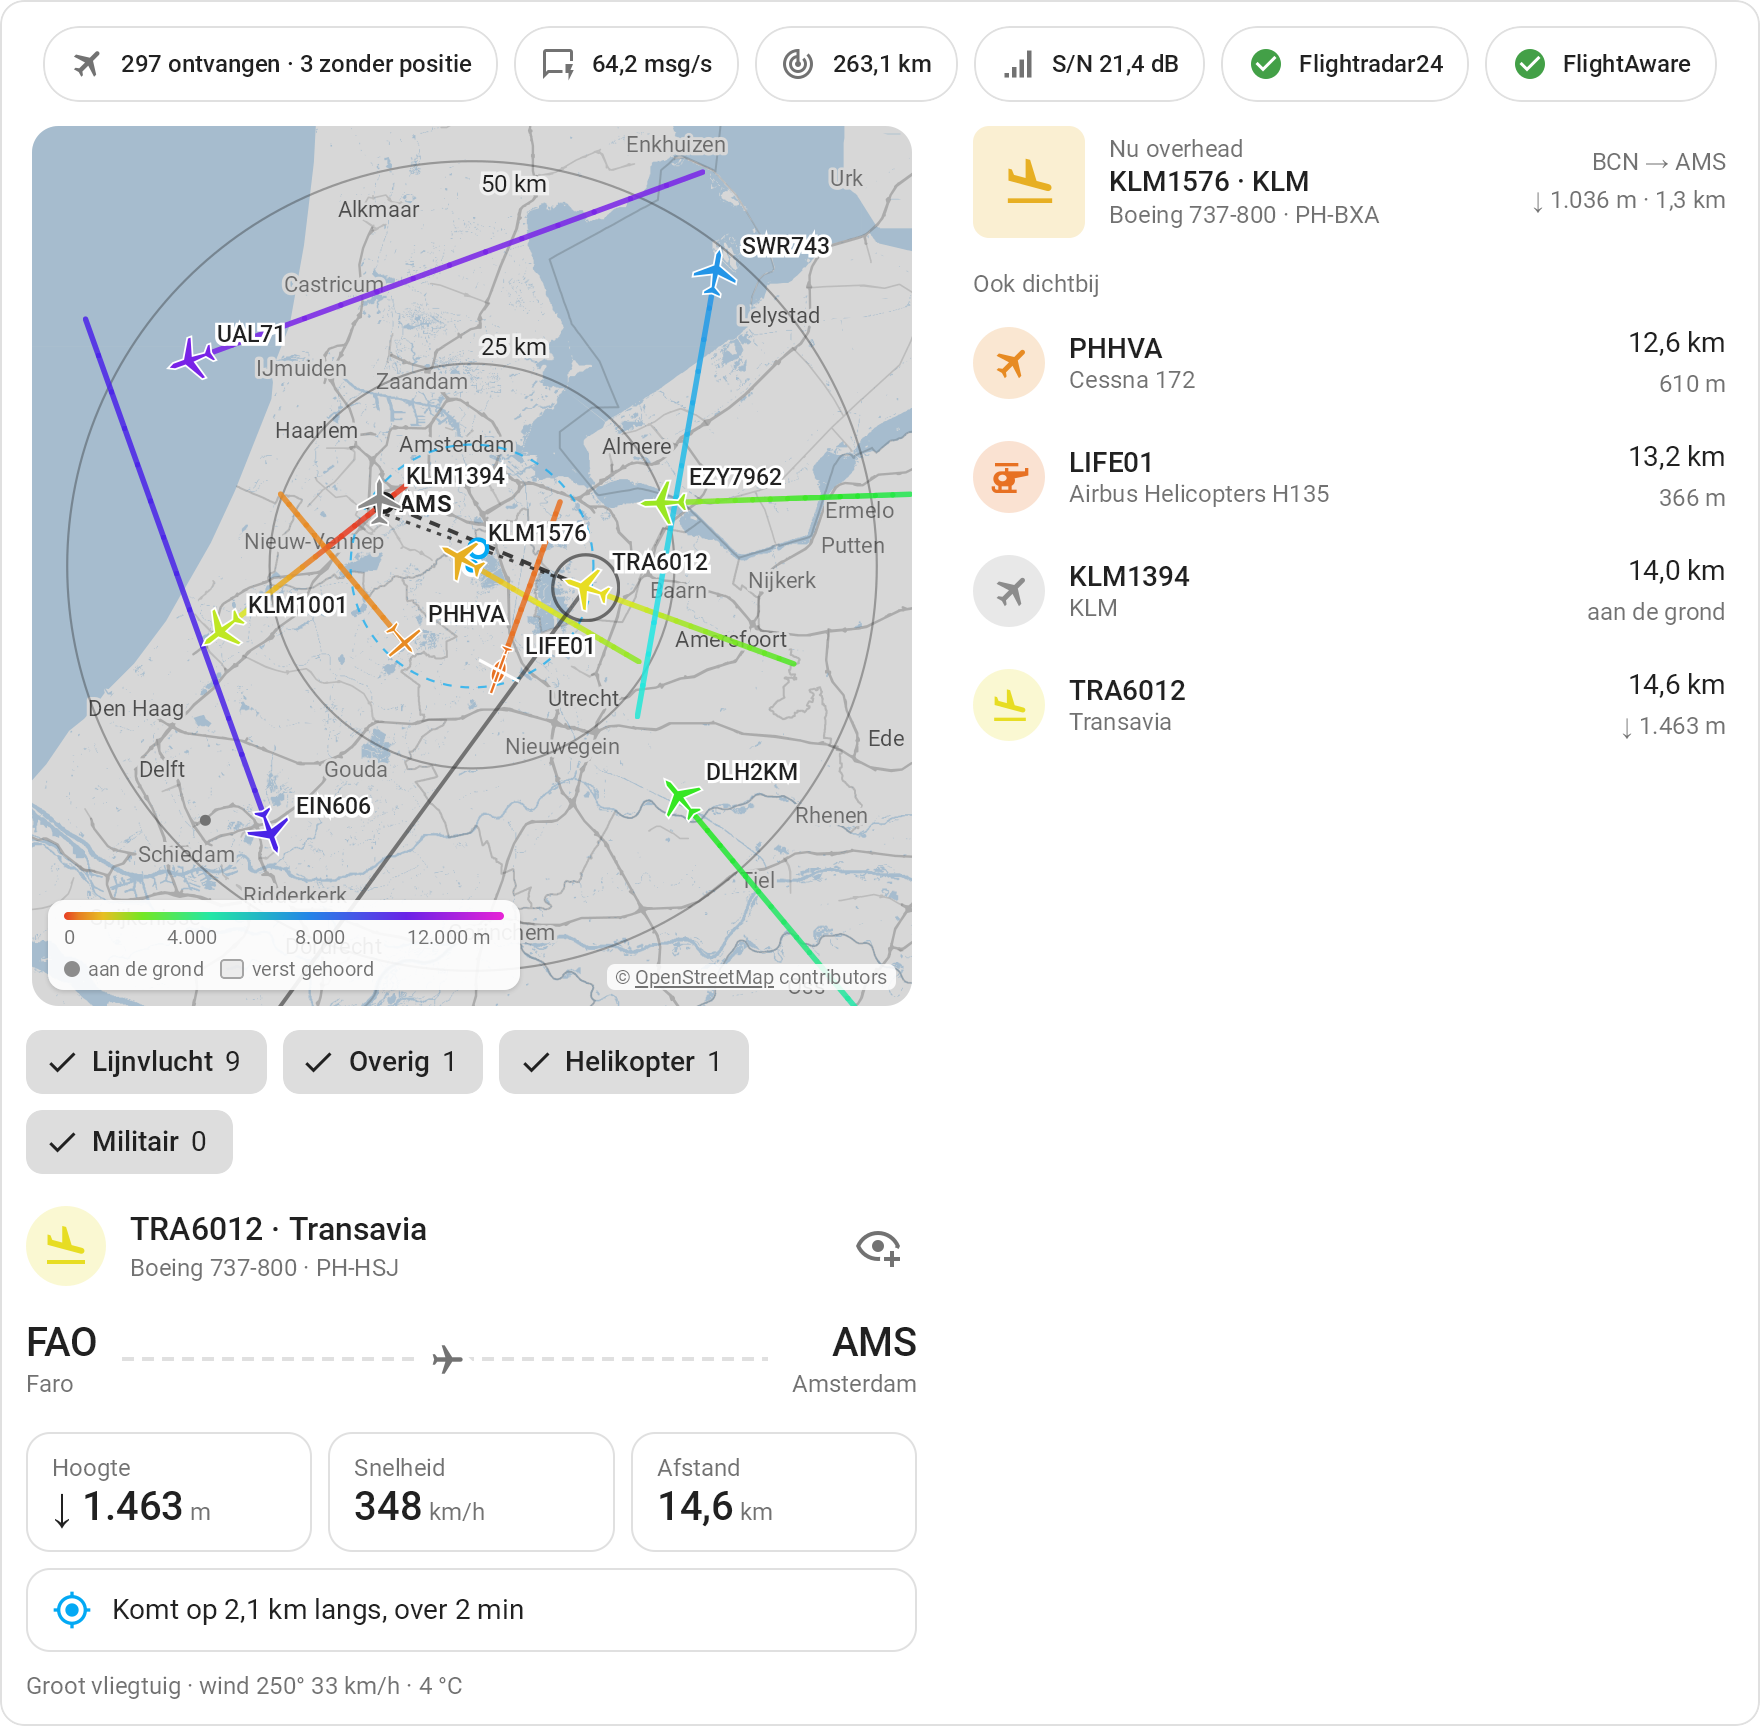 297 ontvangen · 3 zonder positie
64,2 msg/s
263,1 km
S/N 21,4 dB
Flightradar24
FlightAware
Enkhuizen
50 km
Urk
Alkmaar
SWR743
Castricum
Lelystad
UAL71
25 km
IJmuiden
Zaandam
Haarlem
Amsterdam
Almere
KLM1394
EZY7962
AMS
Ermelo
KLM1576
Nieuw-Vennep
Putten
TRA6012
Nijkerk
Baarn
KLM1001
PHHVA
LIFE01
Amersfoort
Utrecht
Den Haag
Nieuwegein
Ede
Delft
Gouda
DLH2KM
EIN606
Rhenen
Schiedam
Tiel
Ridderkerk
Dordrecht
0 4.000 8.000 12.000 m
aan de grond verst gehoord
© OpenStreetMap contributors
Oss
Nu overhead
KLM1576 · KLM
Boeing 737-800 · PH-BXA
BCN → AMS
↓ 1.036 m · 1,3 km
Ook dichtbij
PHHVA
Cessna 172
12,6 km
610 m
LIFE01
Airbus Helicopters H135
13,2 km
366 m
KLM1394
KLM
14,0 km
aan de grond
TRA6012
Transavia
14,6 km
↓ 1.463 m
Lijnvlucht 9
Overig 1
Helikopter 1
Militair 0
TRA6012 · Transavia
Boeing 737-800 · PH-HSJ
FAO
Faro
AMS
Amsterdam
Hoogte
↓ 1.463 m
Snelheid
348 km/h
Afstand
14,6 km
Komt op 2,1 km langs, over 2 min
Groot vliegtuig · wind 250° 33 km/h · 4 °C